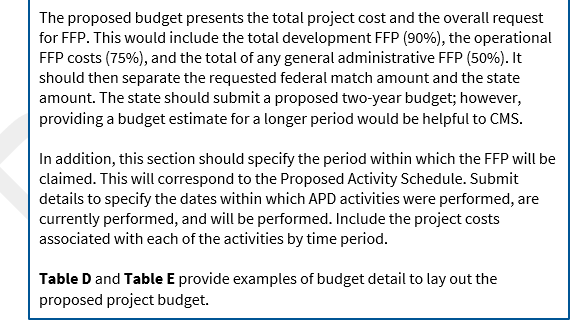 The proposed budget presents the total project cost and the overall request
for FFP. This would include the total development FFP (90%), the operational
FFP costs (75%), and the total of any general administrative FFP (50%). It
should then separate the requested federal match amount and the state
amount. The state should submit a proposed two-year budget; however,
providing a budget estimate for a longer period would be helpful to CMS.
In addition, this section should specify the period within which the FFP will be
claimed. This will correspond to the Proposed Activity Schedule. Submit
details to specify the dates within which APD activities were performed, are
currently performed, and will be performed. Include the project costs
associated with each of the activities by time period.
Table D and Table E provide examples of budget detail to lay out the
proposed project budget.